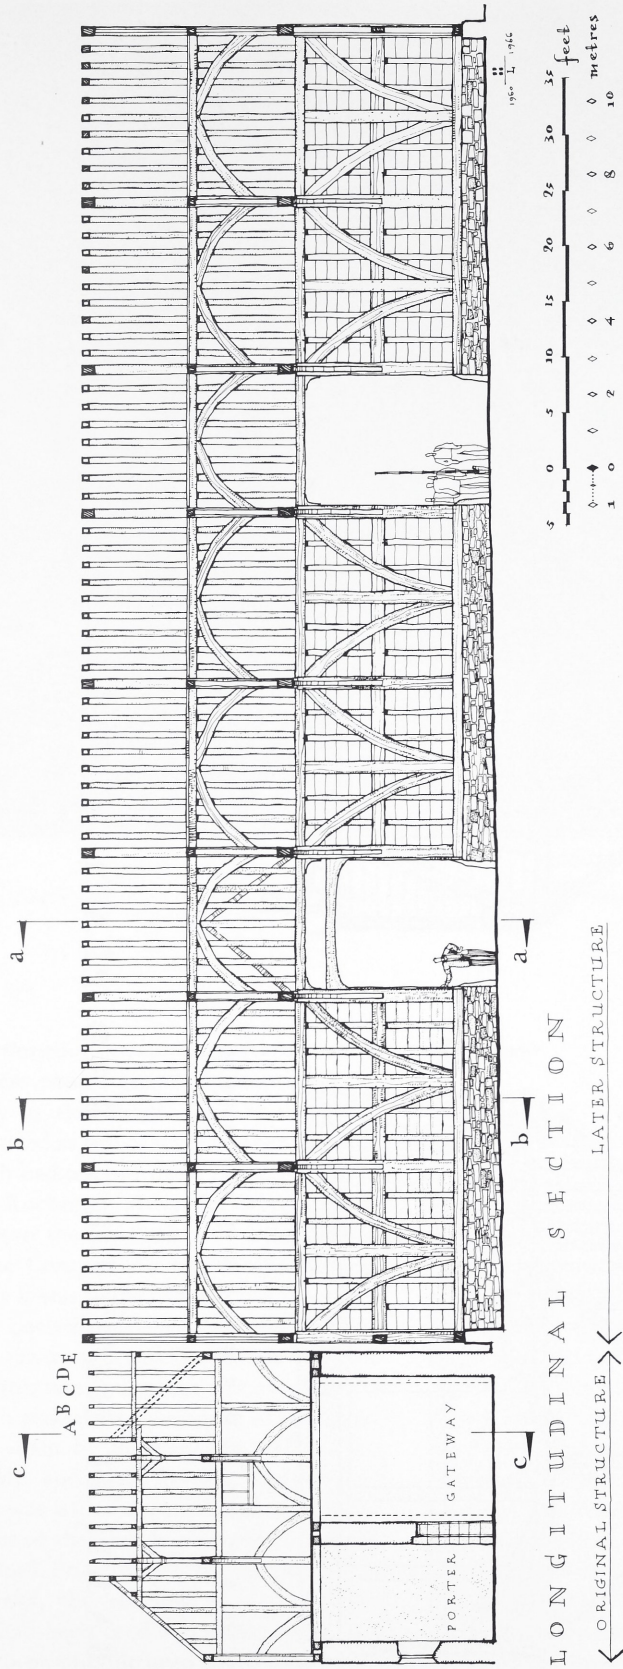 c
b
a
A B C D E
PORTER
GATEWAY
c
b
a
LONGITUDINAL SECTION
ORIGINAL STRUCTURE
LATER STRUCTURE
1960 L 1966
5 0 5 10 15 20 25 30 35
feet
1 0 2 4 6 8 10
metres